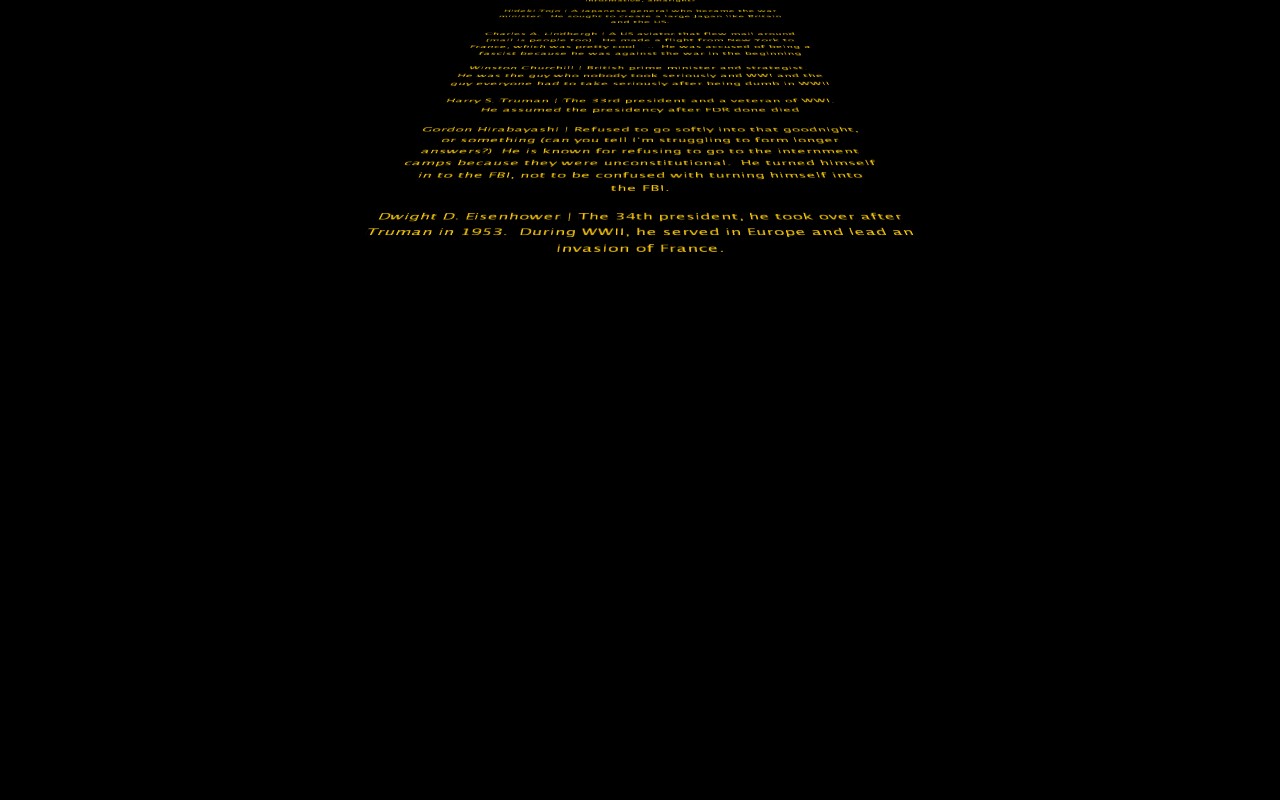 informative, amaright?
Hideki Tojo | A Japanese general who became the war
minister. He sought to create a large Japan like Britain
and the US.
Charles A. Lindbergh | A US aviator that flew mail around
(mail is people too). He made a flight from New York to
France, which was pretty cool ... He was accused of being a
fascist because he was against the war in the beginning
Winston Churchill | British prime minister and strategist
He was the guy who nobody took seriously and WWI and the
guy everyone had to take seriously after being dumb in WWII
Harry S. Truman | The 33rd president and a veteran of WWI.
He assumed the presidency after FDR done died
Gordon Hirabayashi | Refused to go softly into that goodnight,
or something (can you tell I'm struggling to form longer
answers?) He is known for refusing to go to the internment
camps because they were unconstitutional. He turned himself
in to the FBI, not to be confused with turning himself into
the FBI.
Dwight D. Eisenhower | The 34th president, he took over after
Truman in 1953. During WWII, he served in Europe and lead an
invasion of France.